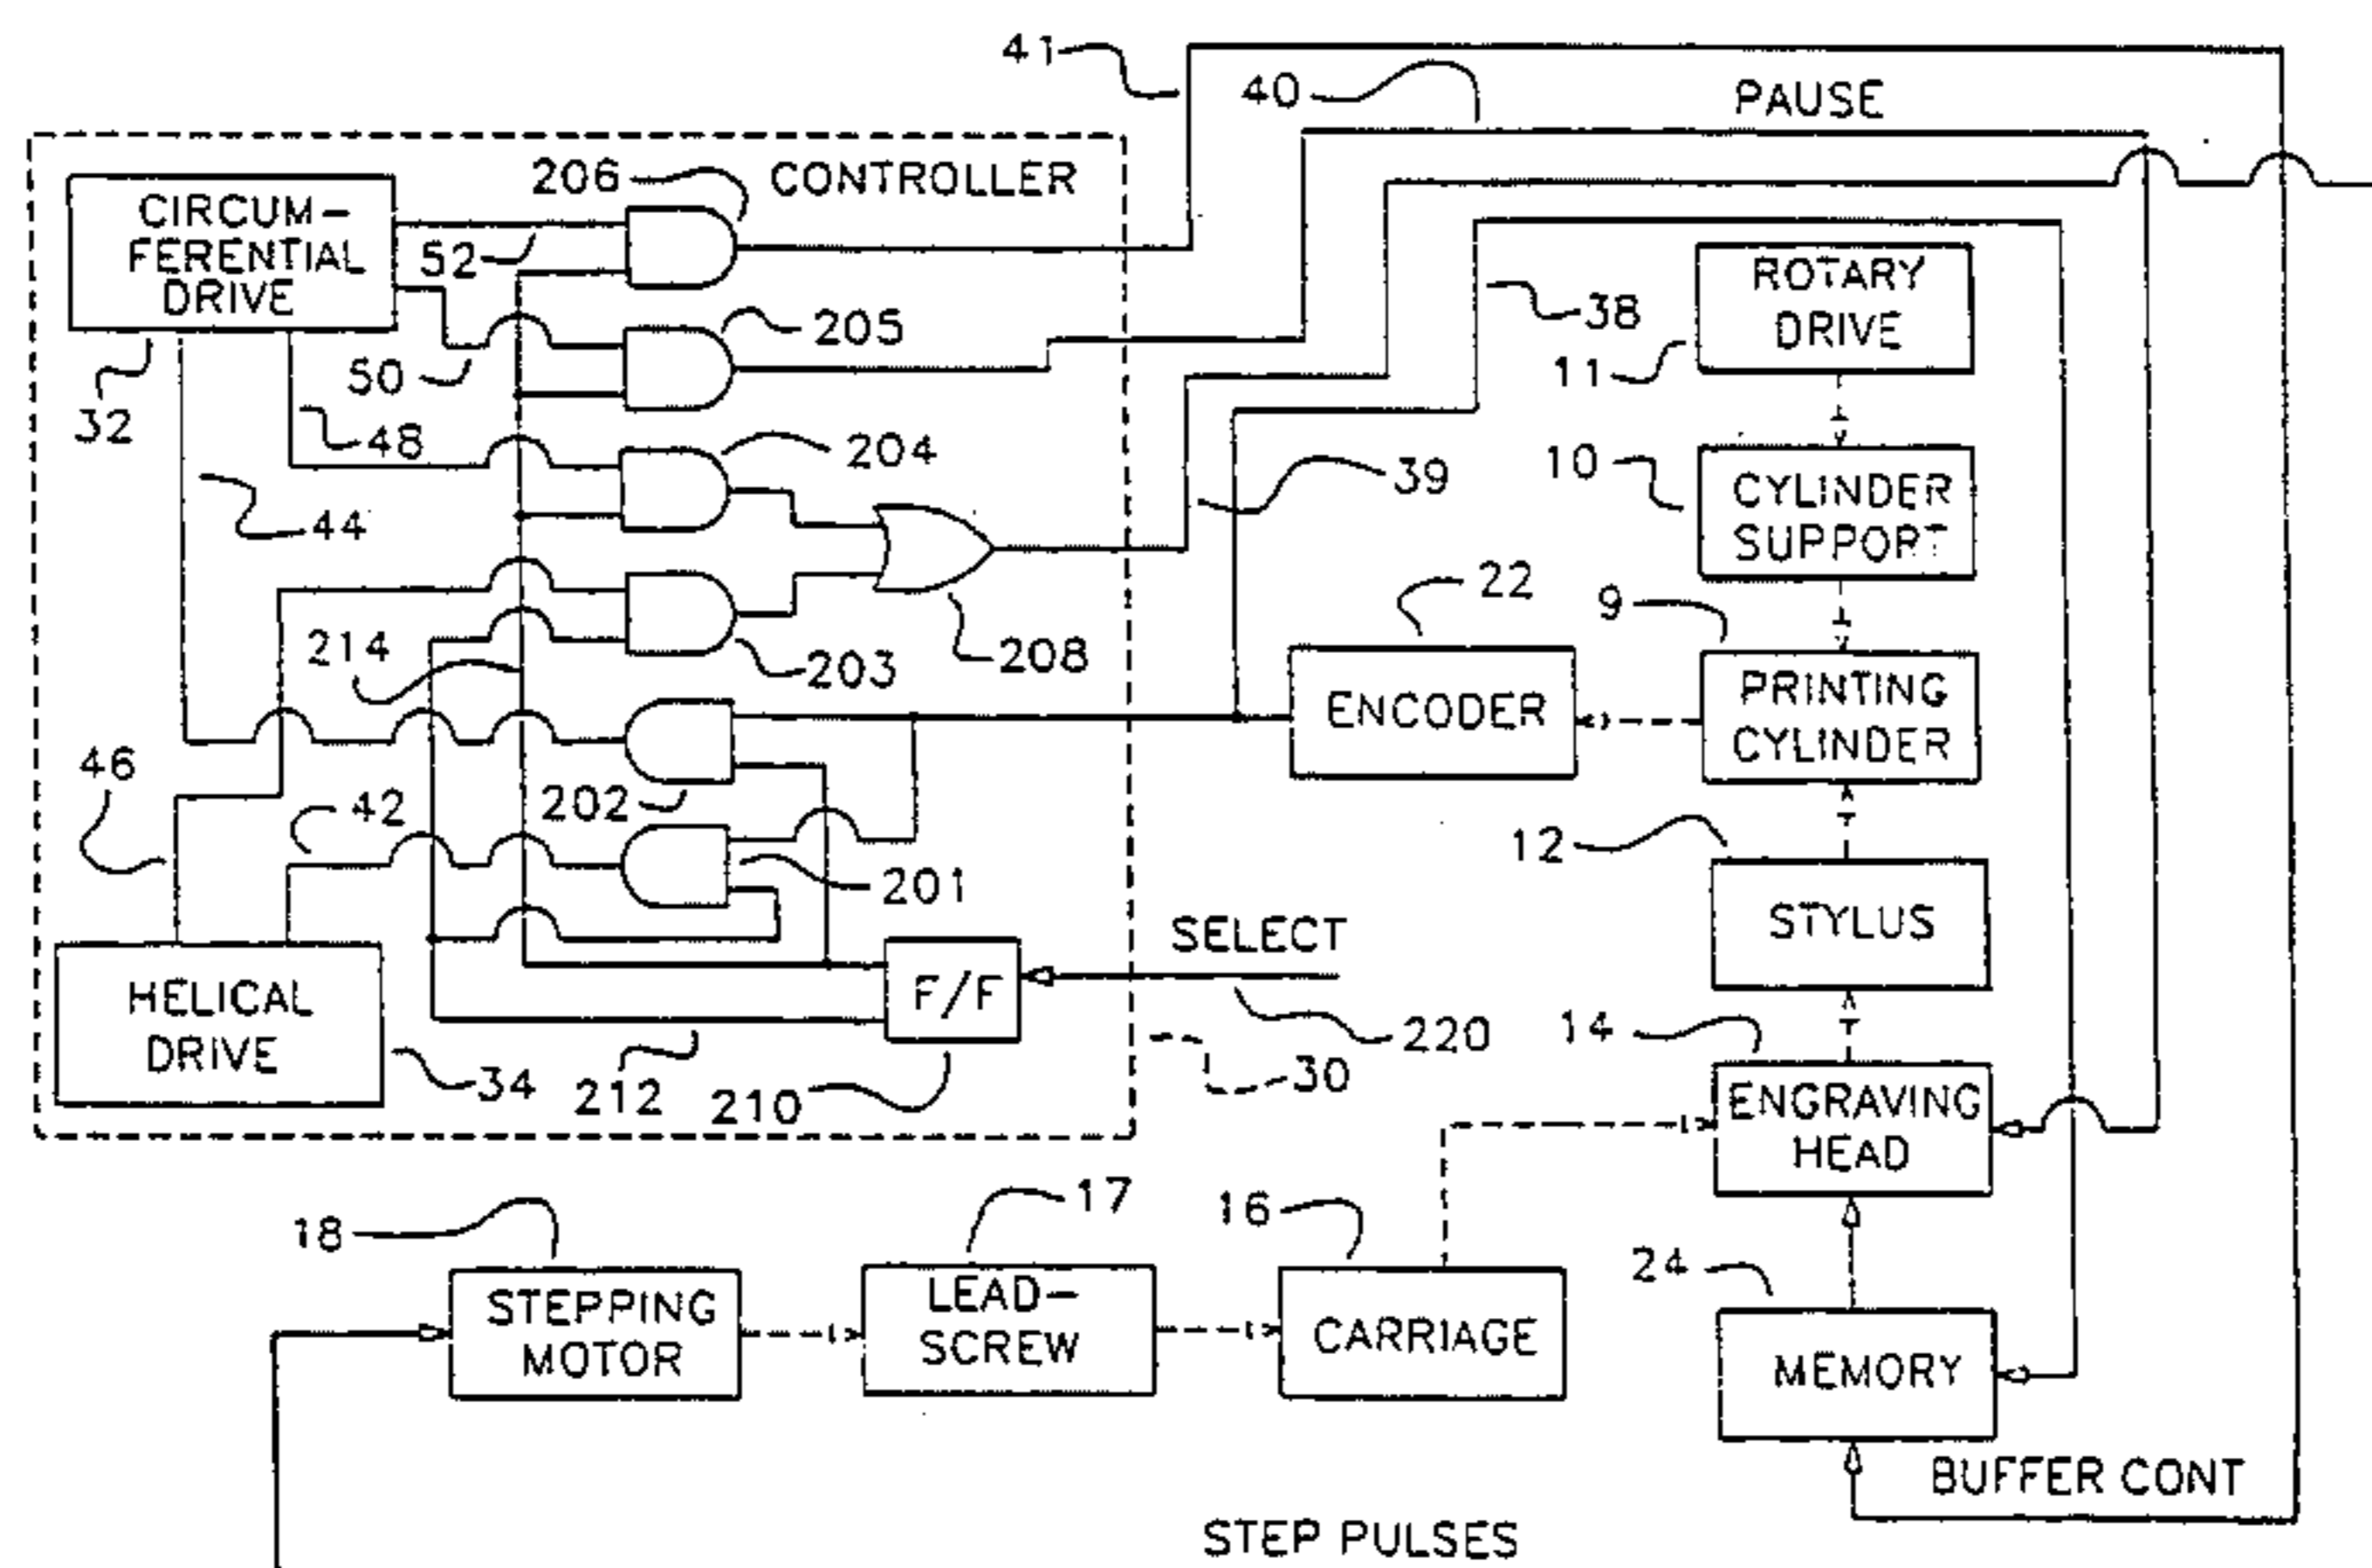 41
40
PAUSE
206
CONTROLLER
CIRCUM-
FERENTIAL
DRIVE
52
205
50
32
48
204
44
39
38
ROTARY
DRIVE
11
10
CYLINDER
SUPPORT
22
9
214
203
208
ENCODER
PRINTING
CYLINDER
46
42
202
201
12
STYLUS
SELECT
F/F
HELICAL
DRIVE
34
212
210
220
30
14
ENGRAVING
HEAD
18
17
16
24
STEPPING
MOTOR
LEAD-
SCREW
CARRIAGE
MEMORY
BUFFER CONT
STEP PULSES